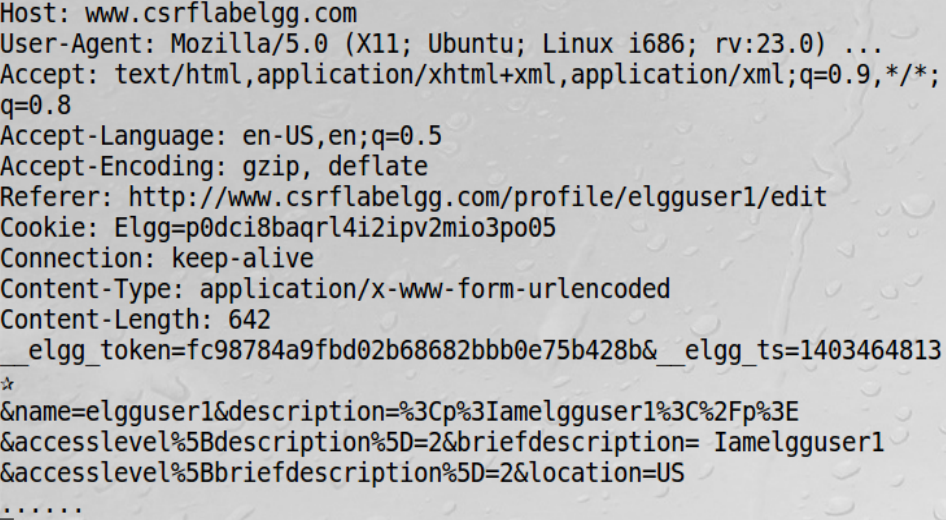 Host: www.csrflabelgg.com
User-Agent: Mozilla/5.0 (X11; Ubuntu; Linux i686; rv:23.0) ...
Accept: text/html,application/xhtml+xml,application/xml;q=0.9,*/*;
q=0.8
Accept-Language: en-US,en;q=0.5
Accept-Encoding: gzip, deflate
Referer: http://www.csrflabelgg.com/profile/elgguser1/edit
Cookie: Elgg=p0dci8baqrl4i2ipv2mio3po05
Connection: keep-alive
Content-Type: application/x-www-form-urlencoded
Content-Length: 642
__elgg_token=fc98784a9fbd02b68682bbb0e75b428b&__elgg_ts=1403464813
✰
&name=elgguser1&description=%3Cp%3Iamelgguser1%3C%2Fp%3E
&accesslevel%5Bdescription%5D=2&briefdescription= Iamelgguser1
&accesslevel%5Bbriefdescription%5D=2&location=US
......